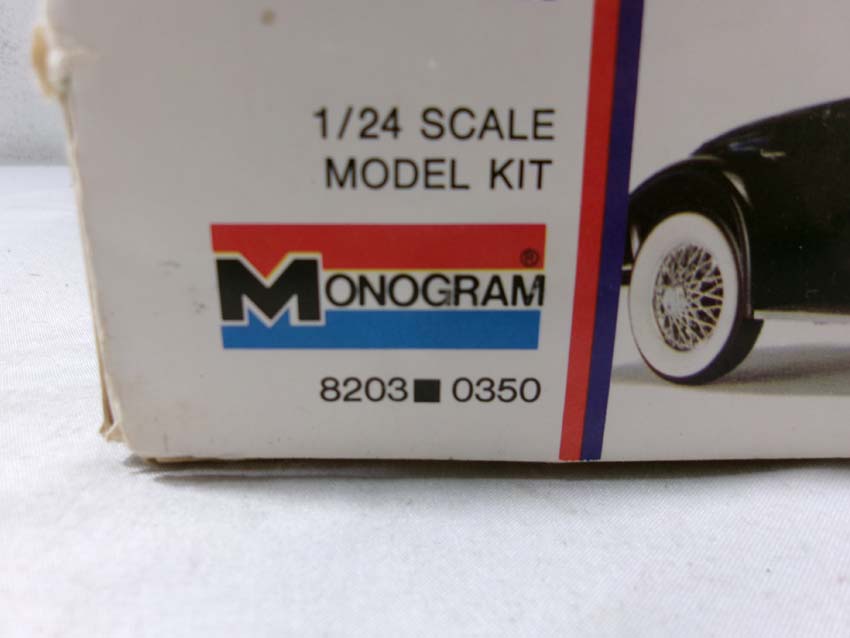 1/24 SCALE
MODEL KIT
MONOGRAM®
8203■0350